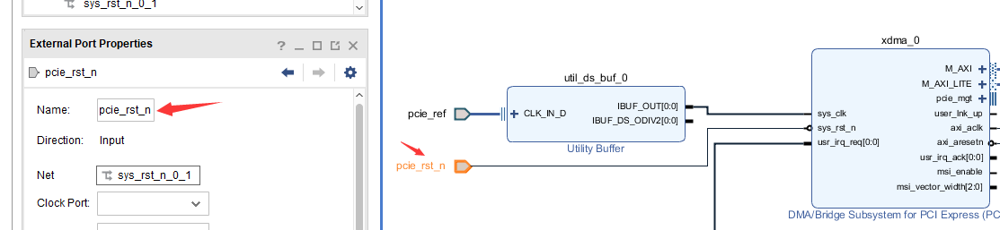 sys_rst_n_0_1
External Port Properties
pcie_rst_n
Name: pcie_rst_n
Direction: Input
Net sys_rst_n_0_1
Clock Port:
util_ds_buf_0
pcie_ref
CLK_IN_D
IBUF_OUT[0:0]
IBUF_DS_ODIV2[0:0]
Utility Buffer
pcie_rst_n
xdma_0
sys_clk
sys_rst_n
usr_irq_req[0:0]
M_AXI
M_AXI_LITE
pcie_mgt
user_lnk_up
axi_aclk
axi_aresetn
usr_irq_ack[0:0]
msi_enable
msi_vector_width[2:0]
DMA/Bridge Subsystem for PCI Express (PC